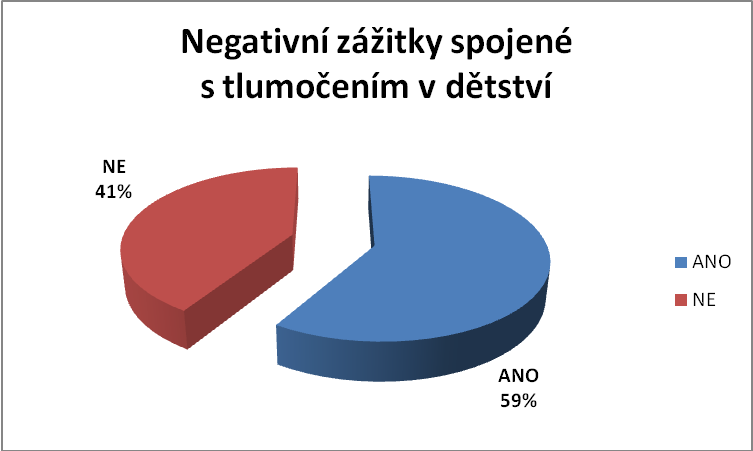 Negativní zážitky spojené
s tlumočením v dětství
NE
41%
ANO
NE
ANO
59%